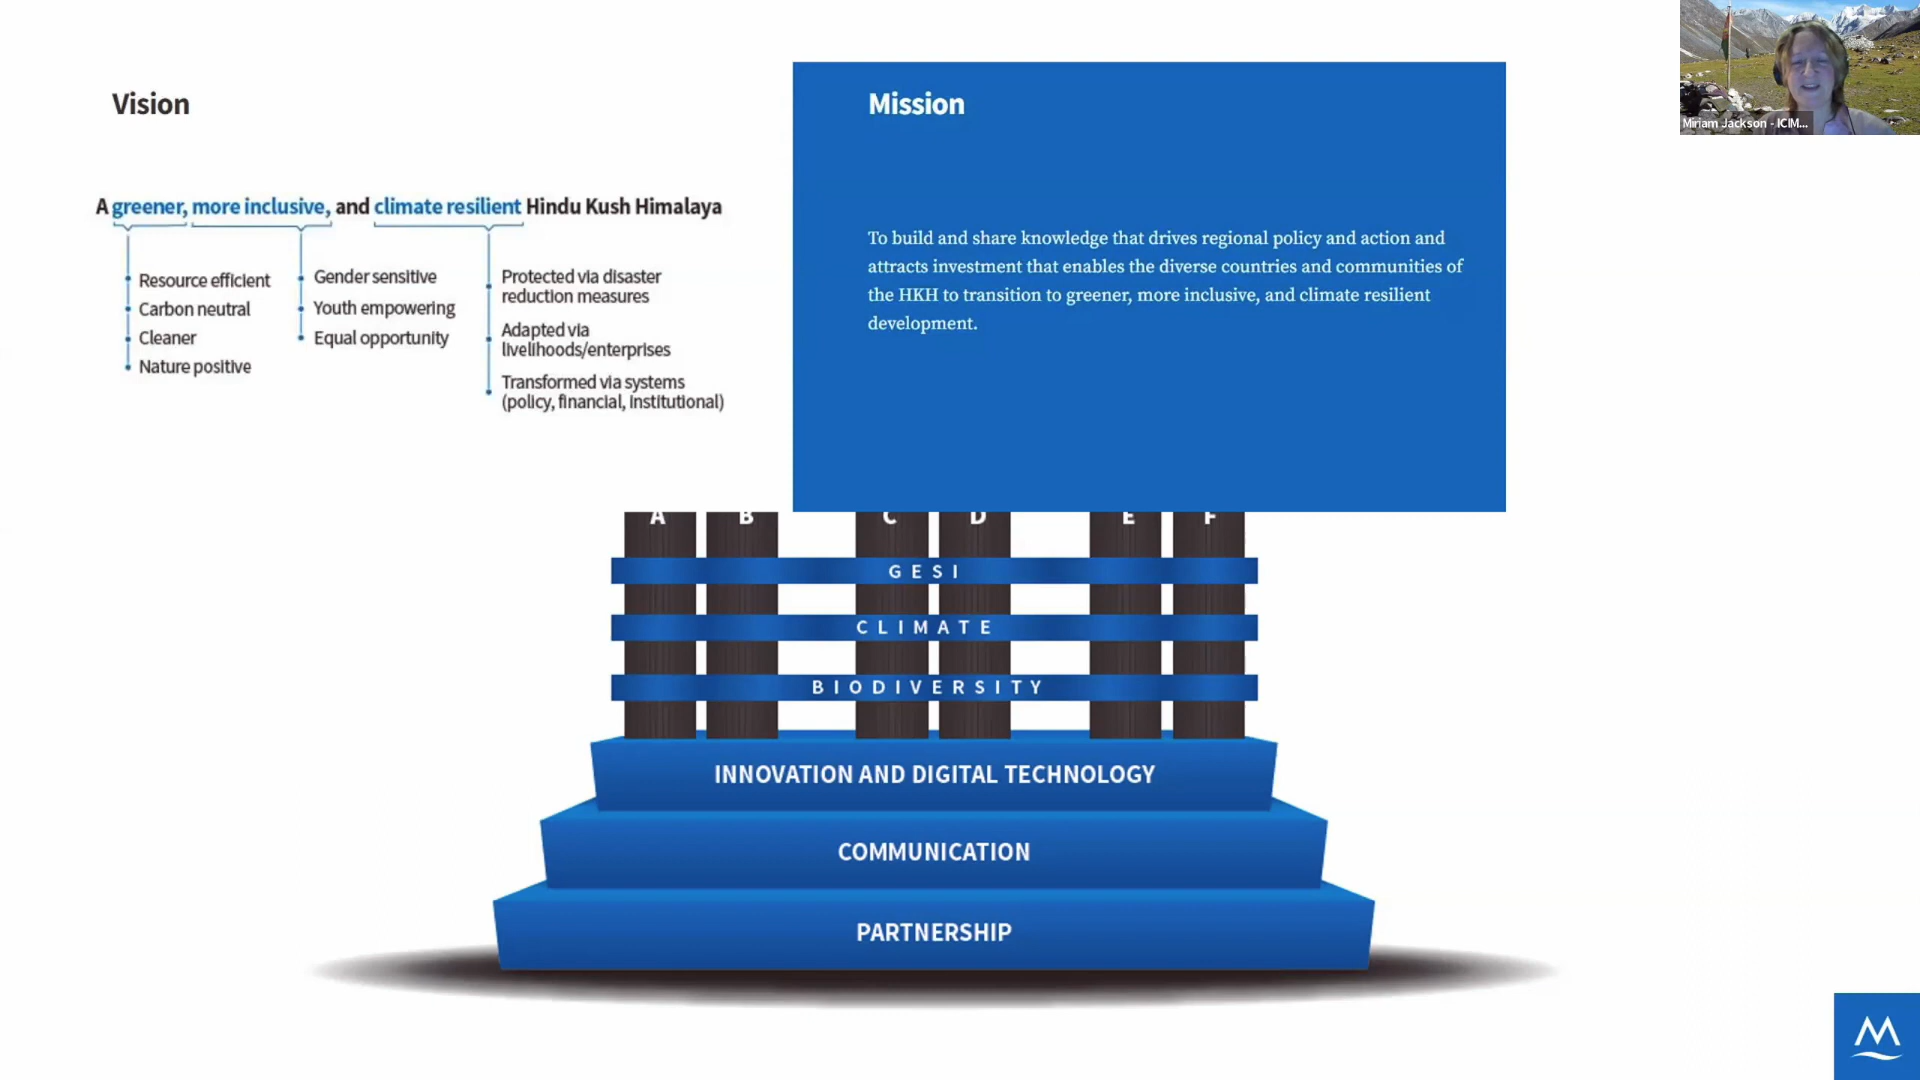 Vision
A greener, more inclusive, and climate resilient Hindu Kush Himalaya
Resource efficient
Carbon neutral
Cleaner
Nature positive
Gender sensitive
Youth empowering
Equal opportunity
Protected via disaster
reduction measures
Adapted via
livelihoods/enterprises
Transformed via systems
(policy, financial, institutional)
Mission
To build and share knowledge that drives regional policy and action and
attracts investment that enables the diverse countries and communities of
the HKH to transition to greener, more inclusive, and climate resilient
development.
Miriam Jackson - ICIM...
A B C D E F
GESI
CLIMATE
BIODIVERSITY
INNOVATION AND DIGITAL TECHNOLOGY
COMMUNICATION
PARTNERSHIP